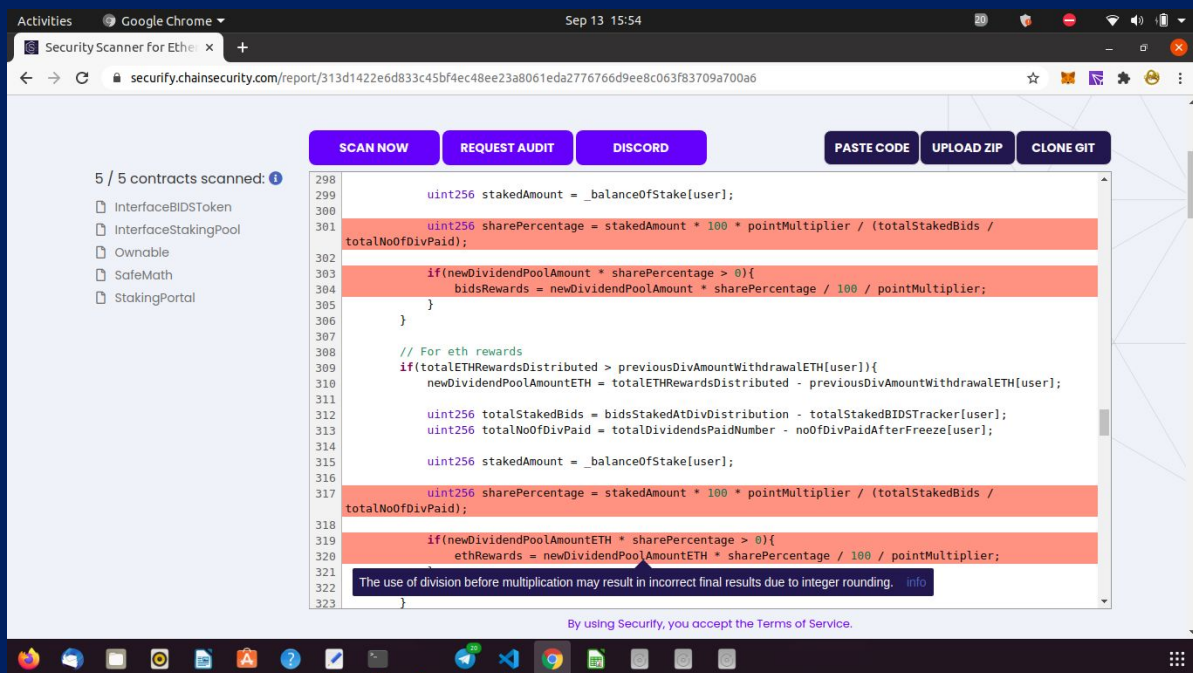 Activities Google Chrome Sep 13 15:54 20
Security Scanner for Ethe
securify.chainsecurity.com/report/313d1422e6d833c45bf4ec48ee23a8061eda2776766d9ee8c063f83709a700a6
SCAN NOW REQUEST AUDIT DISCORD PASTE CODE UPLOAD ZIP CLONE GIT
5 / 5 contracts scanned:
InterfaceBIDSToken
InterfaceStakingPool
Ownable
SafeMath
StakingPortal
298
299 uint256 stakedAmount = _balanceOfStake[user];
300
301 uint256 sharePercentage = stakedAmount * 100 * pointMultiplier / (totalStakedBids /
totalNoOfDivPaid);
302
303 if(newDividendPoolAmount * sharePercentage > 0){
304 bidsRewards = newDividendPoolAmount * sharePercentage / 100 / pointMultiplier;
305 }
306 }
307
308 // For eth rewards
309 if(totalETHRewardsDistributed > previousDivAmountWithdrawalETH[user]){
310 newDividendPoolAmountETH = totalETHRewardsDistributed - previousDivAmountWithdrawalETH[user];
311
312 uint256 totalStakedBids = bidsStakedAtDivDistribution - totalStakedBIDSTracker[user];
313 uint256 totalNoOfDivPaid = totalDividendsPaidNumber - noOfDivPaidAfterFreeze[user];
314
315 uint256 stakedAmount = _balanceOfStake[user];
316
317 uint256 sharePercentage = stakedAmount * 100 * pointMultiplier / (totalStakedBids /
totalNoOfDivPaid);
318
319 if(newDividendPoolAmountETH * sharePercentage > 0){
320 ethRewards = newDividendPoolAmountETH * sharePercentage / 100 / pointMultiplier;
321
The use of division before multiplication may result in incorrect final results due to integer rounding. info
322
323 }
By using Securify, you accept the Terms of Service.
20